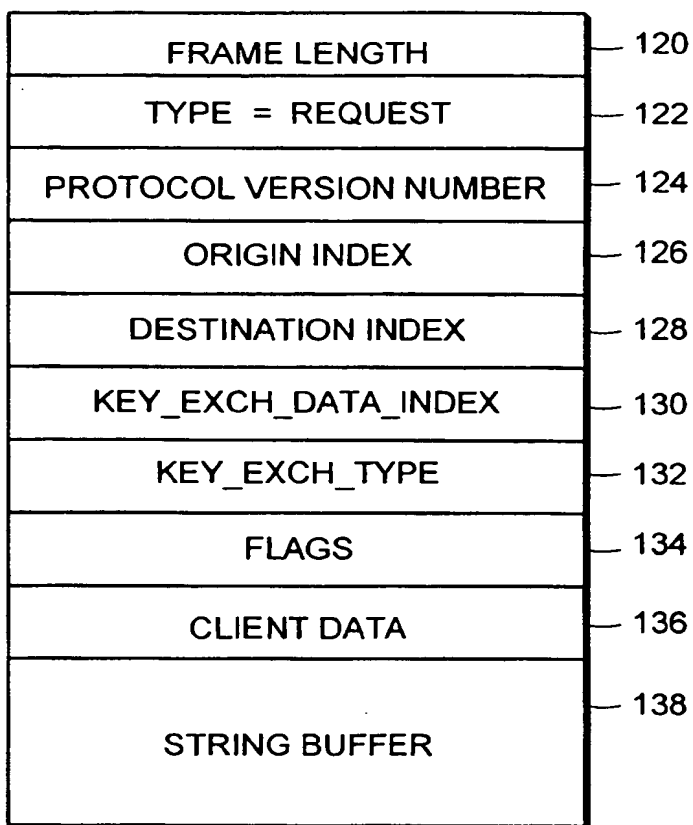 FRAME LENGTH 120
TYPE = REQUEST 122
PROTOCOL VERSION NUMBER 124
ORIGIN INDEX 126
DESTINATION INDEX 128
KEY_EXCH_DATA_INDEX 130
KEY_EXCH_TYPE 132
FLAGS 134
CLIENT DATA 136
STRING BUFFER 138